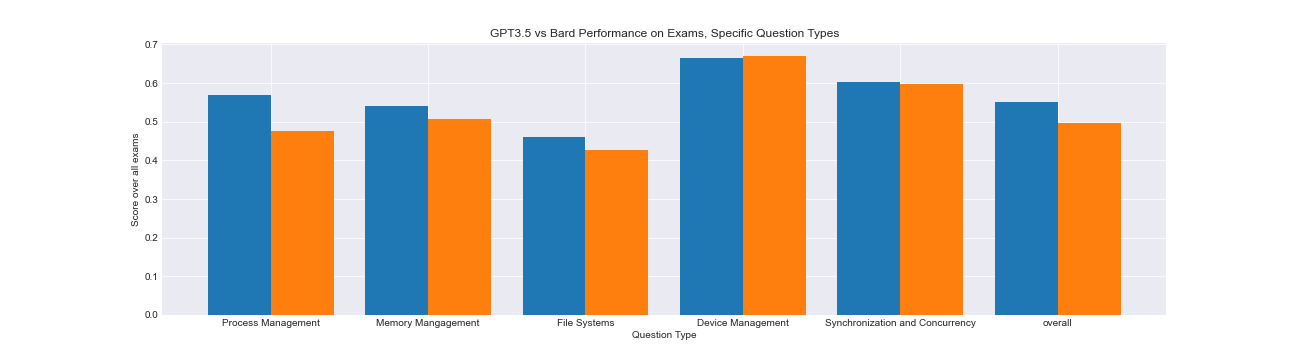 GPT3.5 vs Bard Performance on Exams, Specific Question Types
Score over all exams
0.7
0.6
0.5
0.4
0.3
0.2
0.1
0.0
Process Management
Memory Mangagement
File Systems
Device Management
Synchronization and Concurrency
overall
Question Type